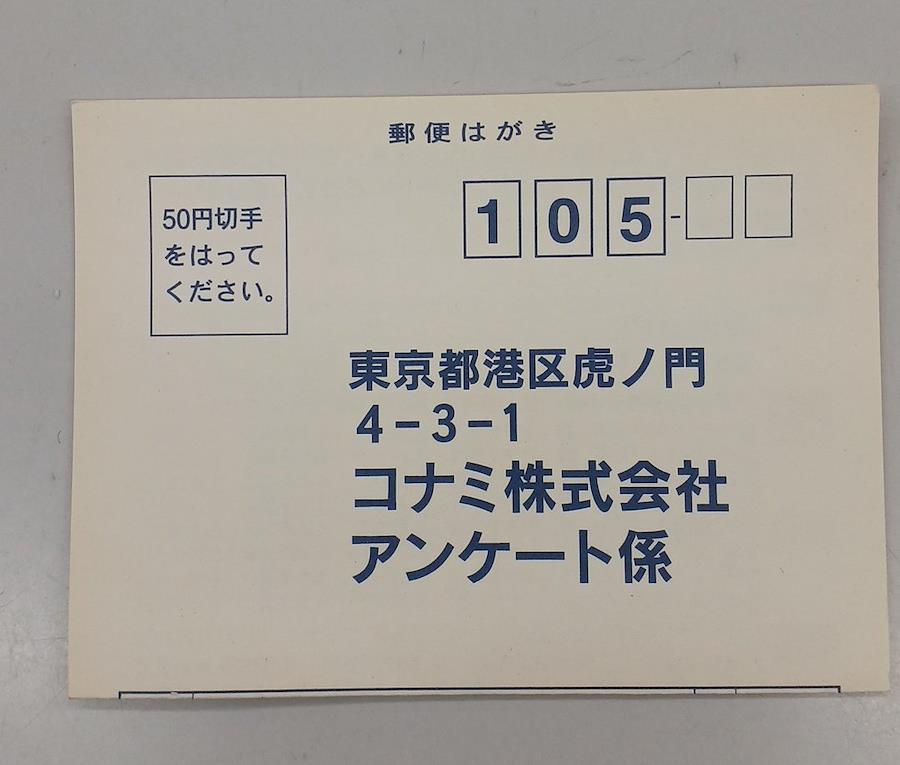 郵便はがき
50円切手
をはって
ください。
105-
東京都港区虎ノ門
4-3-1
コナミ株式会社
アンケート係